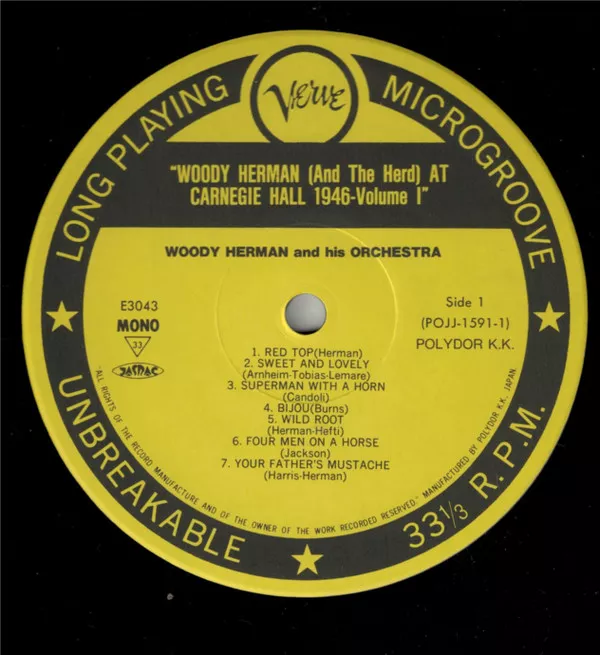 LONG PLAYING
Verve
MICROGROOVE
"WOODY HERMAN (And The Herd) AT
CARNEGIE HALL 1946-Volume I"
WOODY HERMAN and his ORCHESTRA
E3043
MONO
33
JASRAC
Side 1
(POJJ-1591-1)
POLYDOR K.K.
1. RED TOP(Herman)
2. SWEET AND LOVELY
(Arnheim-Tobias-Lemare)
3. SUPERMAN WITH A HORN
(Candoli)
4. BIJOU(Burns)
5. WILD ROOT
(Herman-Hefti)
6. FOUR MEN ON A HORSE
(Jackson)
7. YOUR FATHER'S MUSTACHE
(Harris-Herman)
"ALL RIGHTS OF THE RECORD MANUFACTURE AND OF THE OWNER OF THE WORK RECORDED RESERVED." MANUFACTURED BY POLYDOR K.K. JAPAN
UNBREAKABLE
33 1/3 R.P.M.